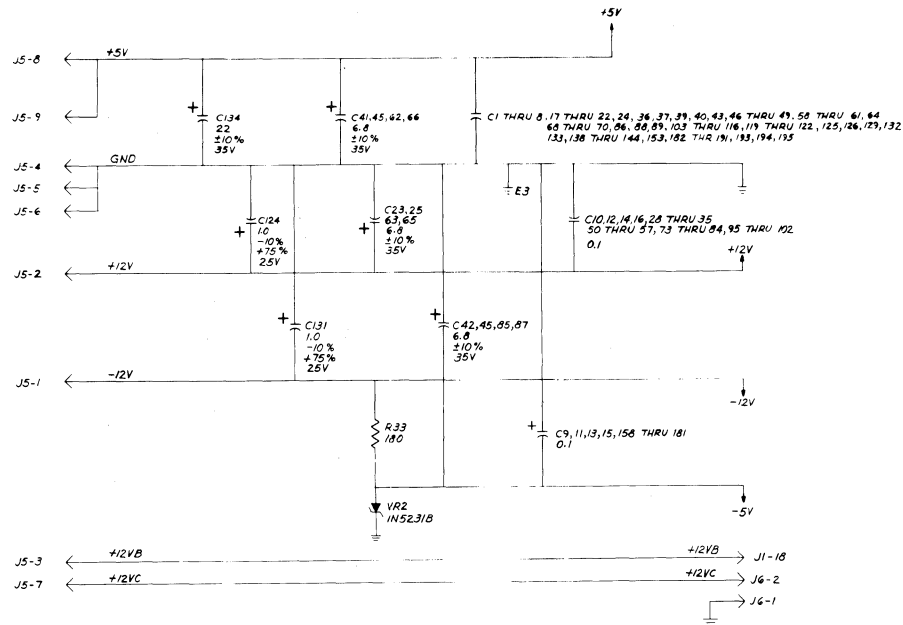 +5V
J5-8
+5V
J5-9
+
C134
22
±10%
35V
+
C41,45,62,66
6.8
±10%
35V
C1 THRU 8,17 THRU 22,24,36,37,39,40,43,46 THRU 49,58 THRU 61,64
68 THRU 70,86,88,89,103 THRU 116,119 THRU 122,125,126,129,132
133,138 THRU 144,153,182 THR 191,193,194,195
J5-4
GND
J5-5
J5-6
E3
C124
1.0
-10%
+75%
25V
+
C23,25
63,65
6.8
±10%
35V
+
C10,12,14,16,28 THRU 35
50 THRU 57,73 THRU 84,95 THRU 102
0.1
+12V
J5-2
+12V
+
C131
1.0
-10%
+75%
25V
+
C42,45,85,87
6.8
±10%
35V
J5-1
-12V
-12V
R33
180
+
C9,11,13,15,158 THRU 181
0.1
VR2
IN5231B
-5V
J5-3
+12VB
+12VB
J1-18
J5-7
+12VC
+12VC
J6-2
J6-1